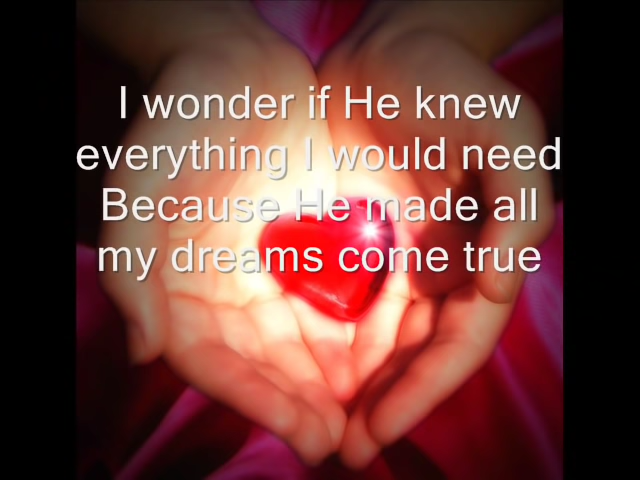 I wonder if He knew
everything I would need
Because He made all
my dreams come true